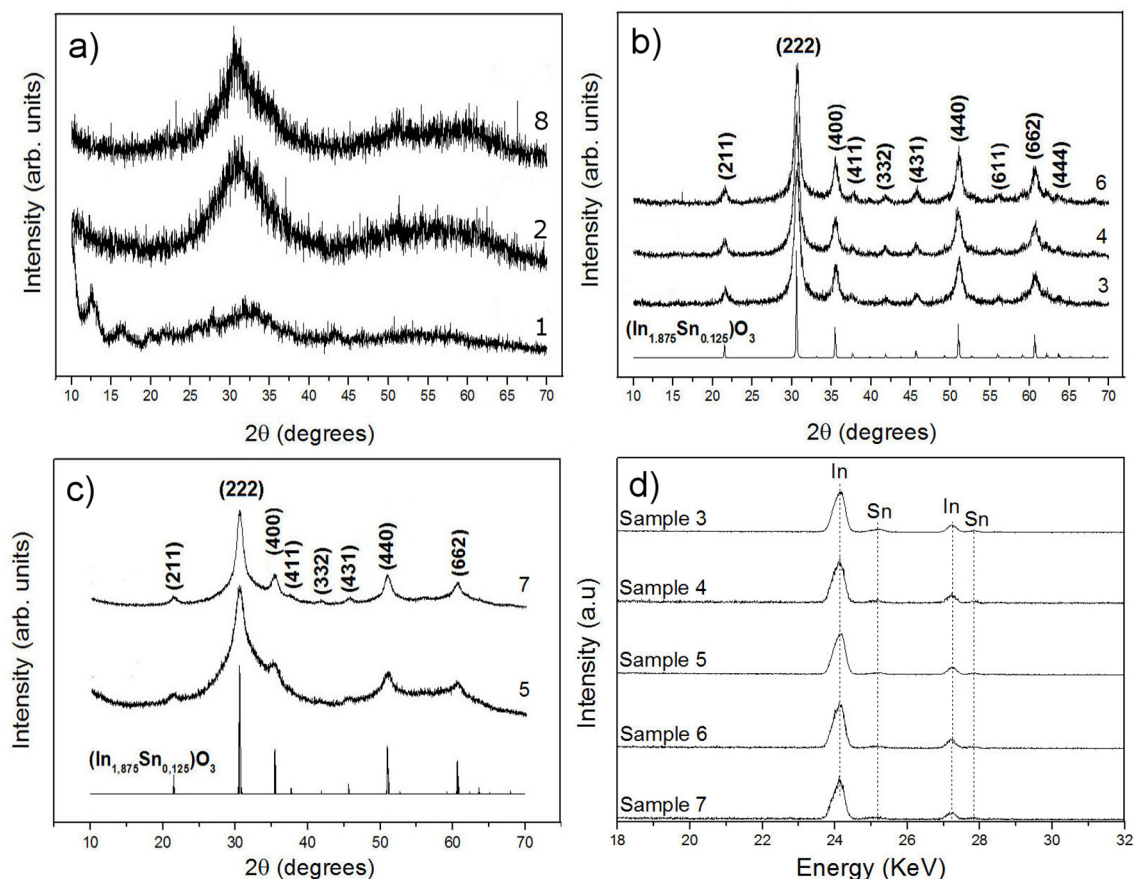 a)
Intensity (arb. units)
8
2
1
10 15 20 25 30 35 40 45 50 55 60 65 70
2θ (degrees)
b)
Intensity (arb. units)
(211)
(222)
(400)
(411)
(332)
(431)
(440)
(611)
(662)
(444)
6
4
3
(In1.875Sn0.125)O3
10 15 20 25 30 35 40 45 50 55 60 65 70
2θ (degrees)
c)
Intensity (arb. units)
(211)
(222)
(400)
(411)
(332)
(431)
(440)
(662)
7
5
(In1,875Sn0,125)O3
10 20 30 40 50 60 70
2θ (degrees)
d)
Intensity (a.u)
In
Sn
In
Sn
Sample 3
Sample 4
Sample 5
Sample 6
Sample 7
18 20 22 24 26 28 30 32
Energy (KeV)